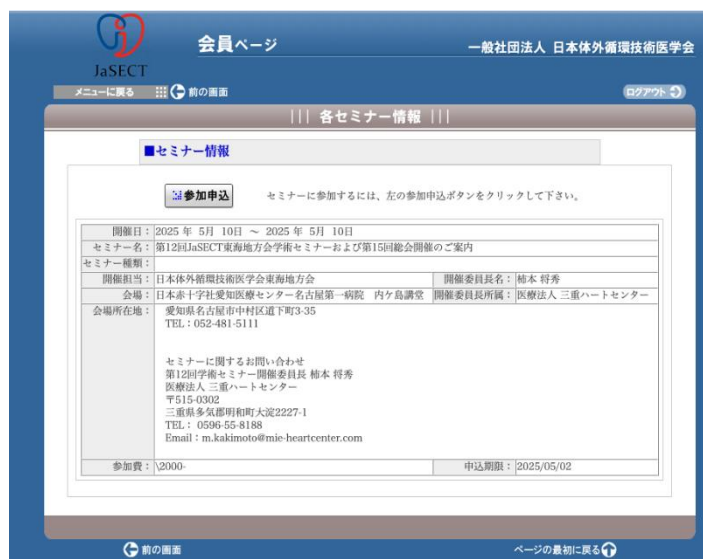 JaSECT
会員ページ
一般社団法人 日本体外循環技術医学会
メニューに戻る 前の画面 ログアウト
||| 各セミナー情報 |||
■セミナー情報
参加申込 セミナーに参加するには、左の参加申込ボタンをクリックして下さい。
開催日： 2025 年 5月 10日 ～ 2025 年 5月 10日
セミナー名： 第12回JaSECT東海地方会学術セミナーおよび第15回総会開催のご案内
セミナー種類：
開催担当： 日本体外循環技術医学会東海地方会 開催委員長名： 柿本 将秀
会場： 日本赤十字社愛知医療センター名古屋第一病院 内ケ島講堂 開催委員長所属： 医療法人 三重ハートセンター
会場所在地： 愛知県名古屋市中村区道下町3-35
TEL：052-481-5111
セミナーに関するお問い合わせ
第12回学術セミナー開催委員長 柿本 将秀
医療法人 三重ハートセンター
〒515-0302
三重県多気郡明和町大淀2227-1
TEL： 0596-55-8188
Email：m.kakimoto@mie-heartcenter.com
参加費： \2000- 申込期限： 2025/05/02
前の画面 ページの最初に戻る